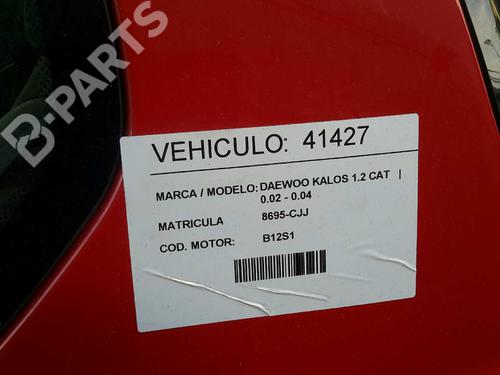 B-PARTS
VEHICULO: 41427
MARCA / MODELO: DAEWOO KALOS 1.2 CAT |
0.02 - 0.04
MATRICULA 8695-CJJ
COD. MOTOR: B12S1